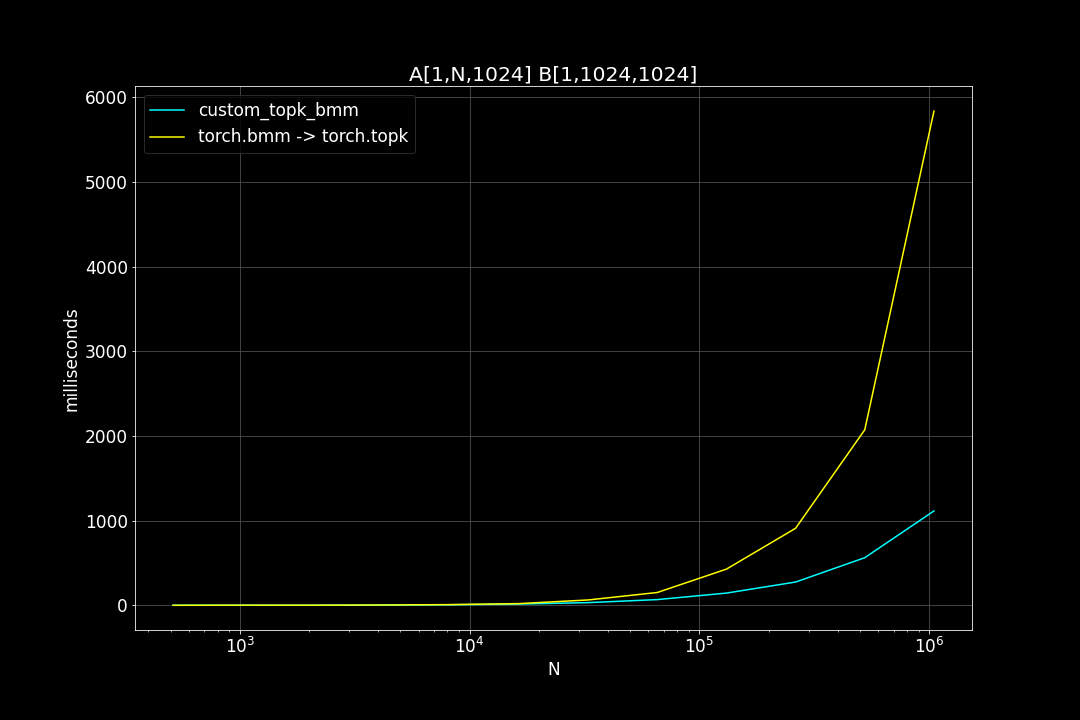 A[1,N,1024] B[1,1024,1024]
custom_topk_bmm
torch.bmm -> torch.topk
6000
5000
4000
3000
2000
1000
0
milliseconds
10³
10⁴
10⁵
10⁶
N